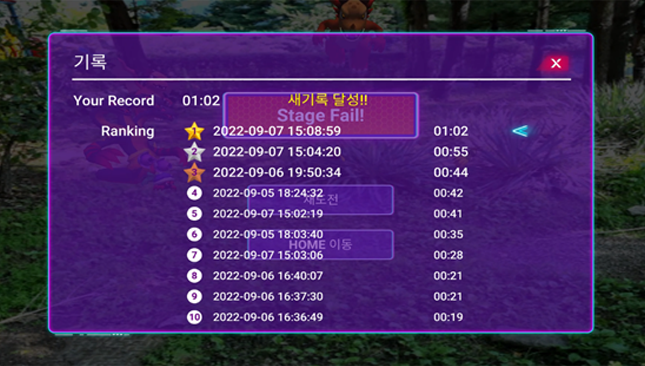 기록
Your Record 01:02 새기록 달성!!
Stage Fail!
Ranking 1 2022-09-07 15:08:59 01:02
2 2022-09-07 15:04:20 00:55
3 2022-09-06 19:50:34 00:44
4 2022-09-05 18:24:32 00:42
재도전
5 2022-09-07 15:02:19 00:41
6 2022-09-05 18:03:40 00:35
HOME 이동
7 2022-09-07 15:03:06 00:28
8 2022-09-06 16:40:07 00:21
9 2022-09-06 16:37:30 00:21
10 2022-09-06 16:36:49 00:19